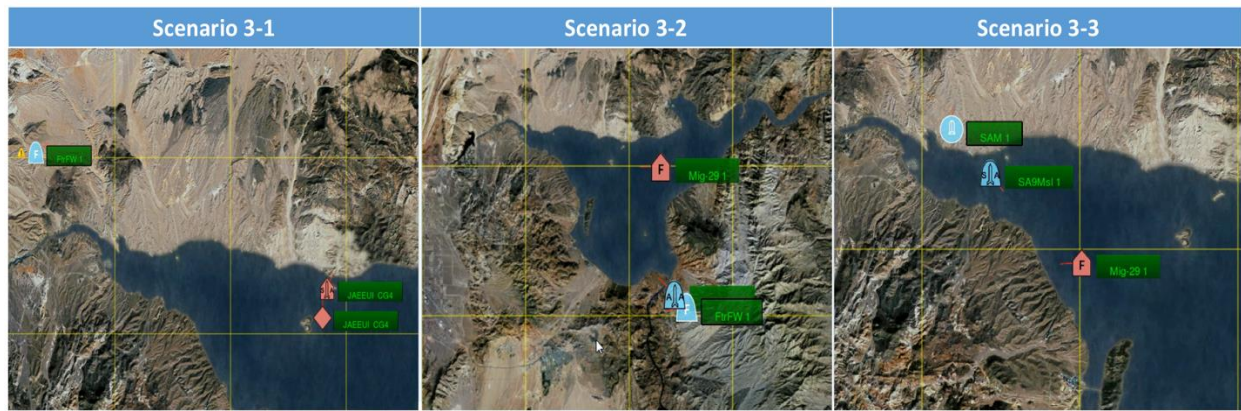 Scenario 3-1
Scenario 3-2
Scenario 3-3
F
FtrFW 1
JAEEUI CG4
JAEEUI CG4
F
Mig-29 1
A A
F
FtrFW 1
SAM 1
S A
SA9Msl 1
F
Mig-29 1